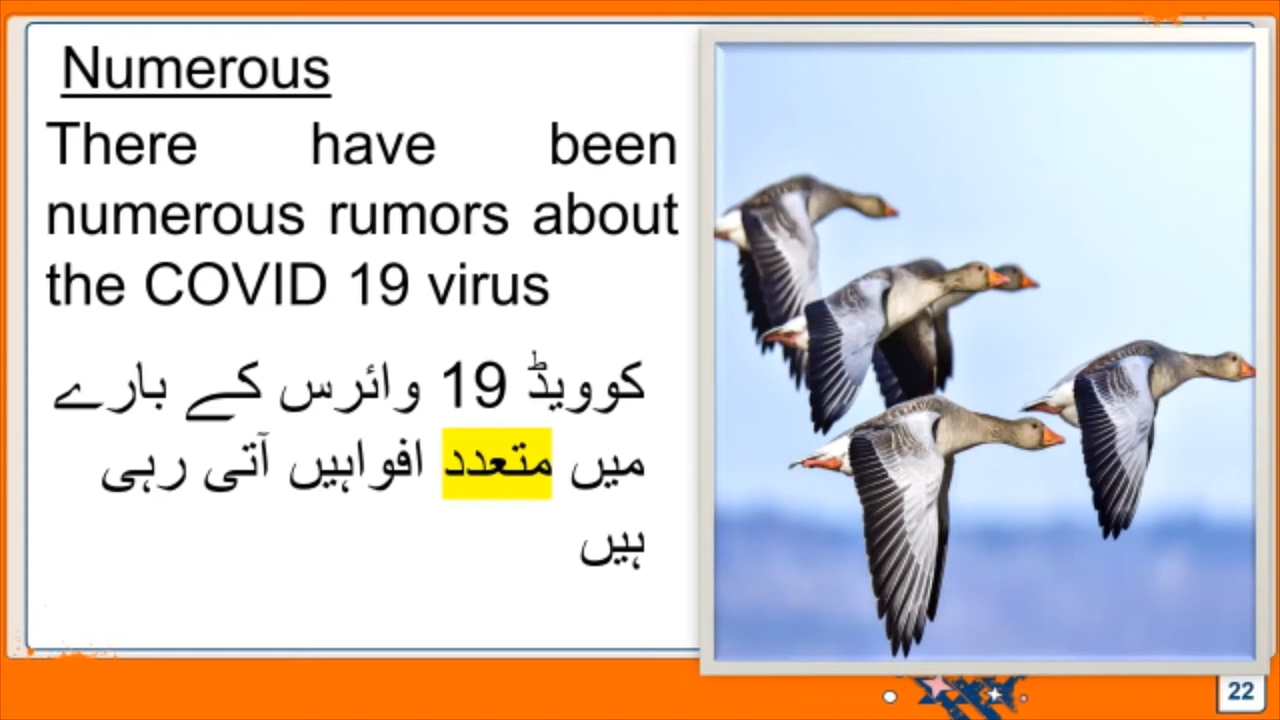 Numerous
There have been
numerous rumors about
the COVID 19 virus
کوویڈ 19 وائرس کے بارے
میں متعدد افواہیں آتی رہی
ہیں
22